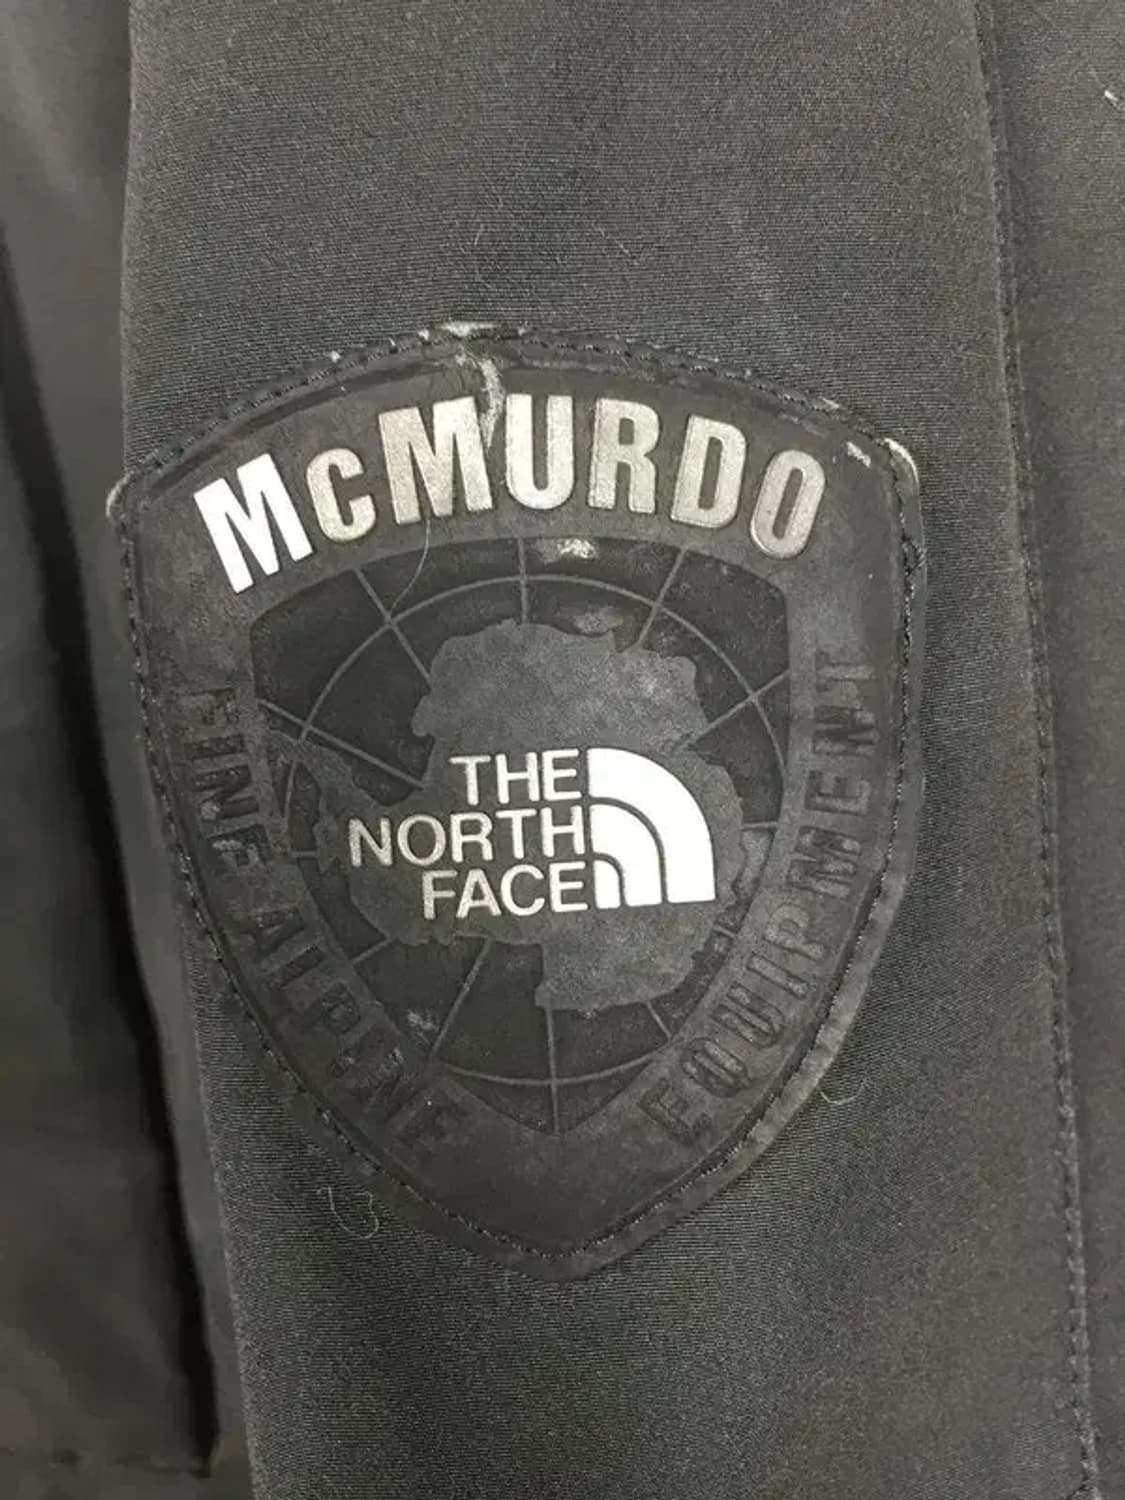 McMURDO
THE
NORTH
FACE
FINE ALPINE
EQUIPMENT